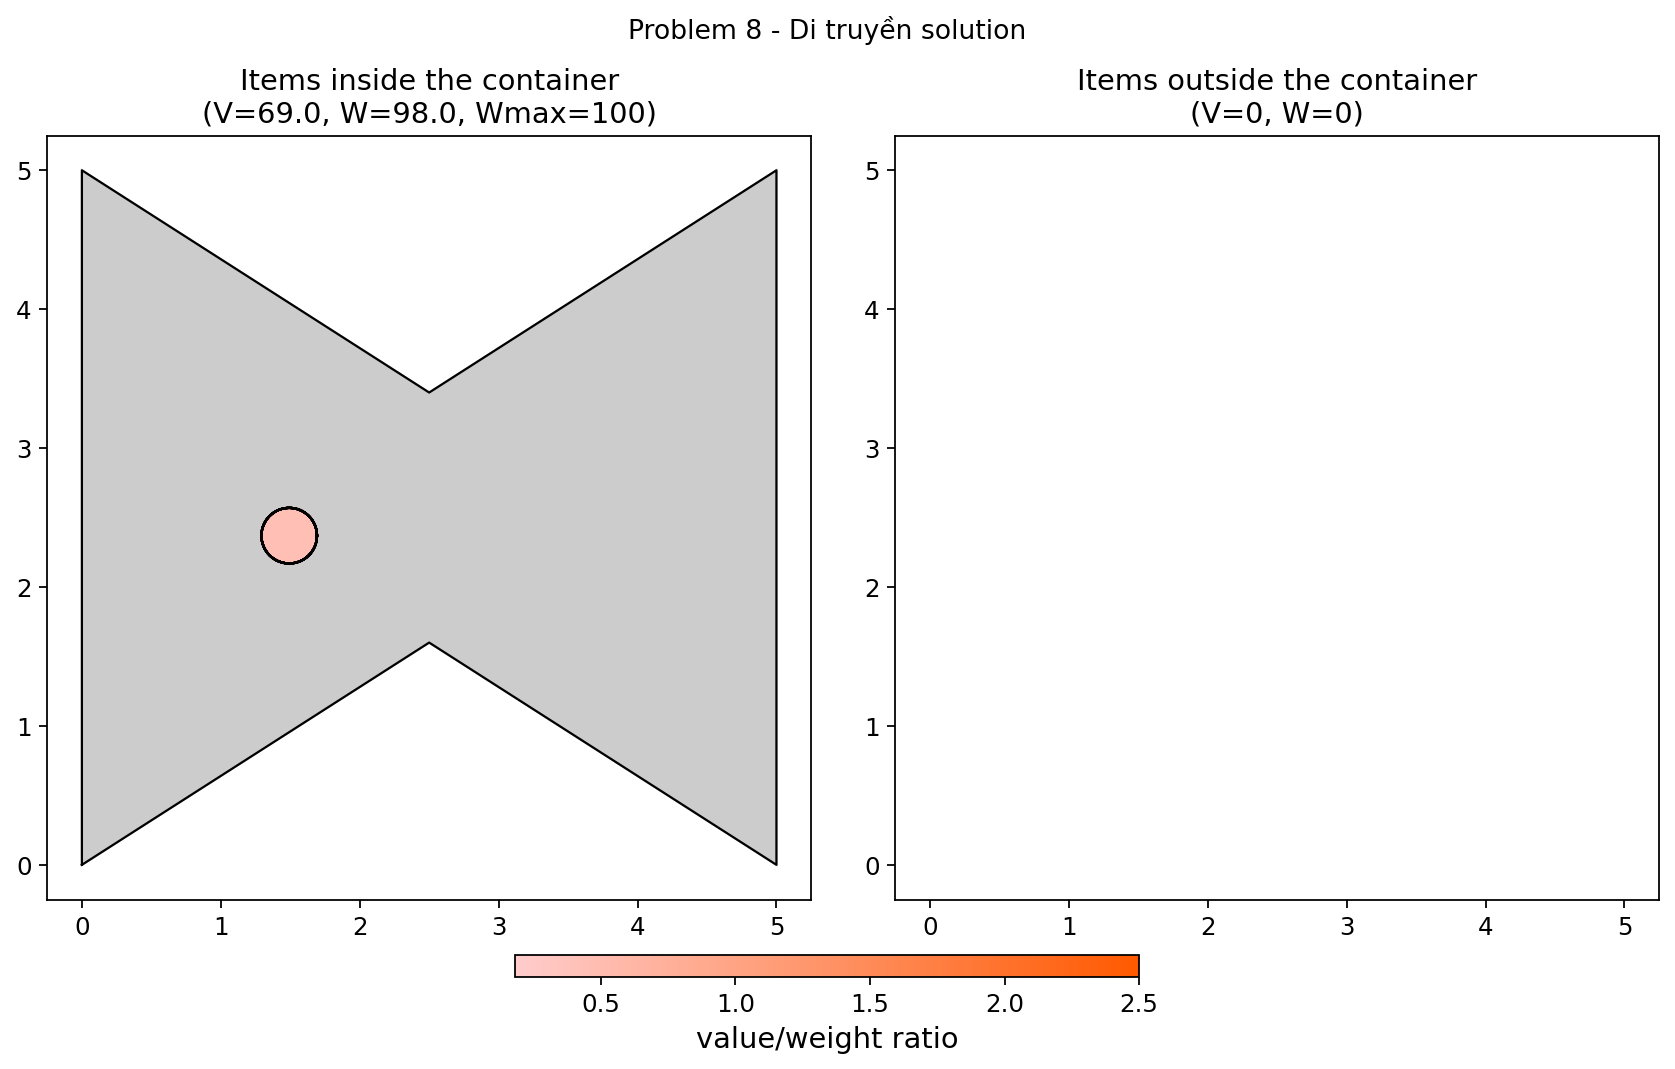 Problem 8 - Di truyền solution
Items inside the container
(V=69.0, W=98.0, Wmax=100)
5
4
3
2
1
0
0 1 2 3 4 5
Items outside the container
(V=0, W=0)
5
4
3
2
1
0
0 1 2 3 4 5
0.5 1.0 1.5 2.0 2.5
value/weight ratio